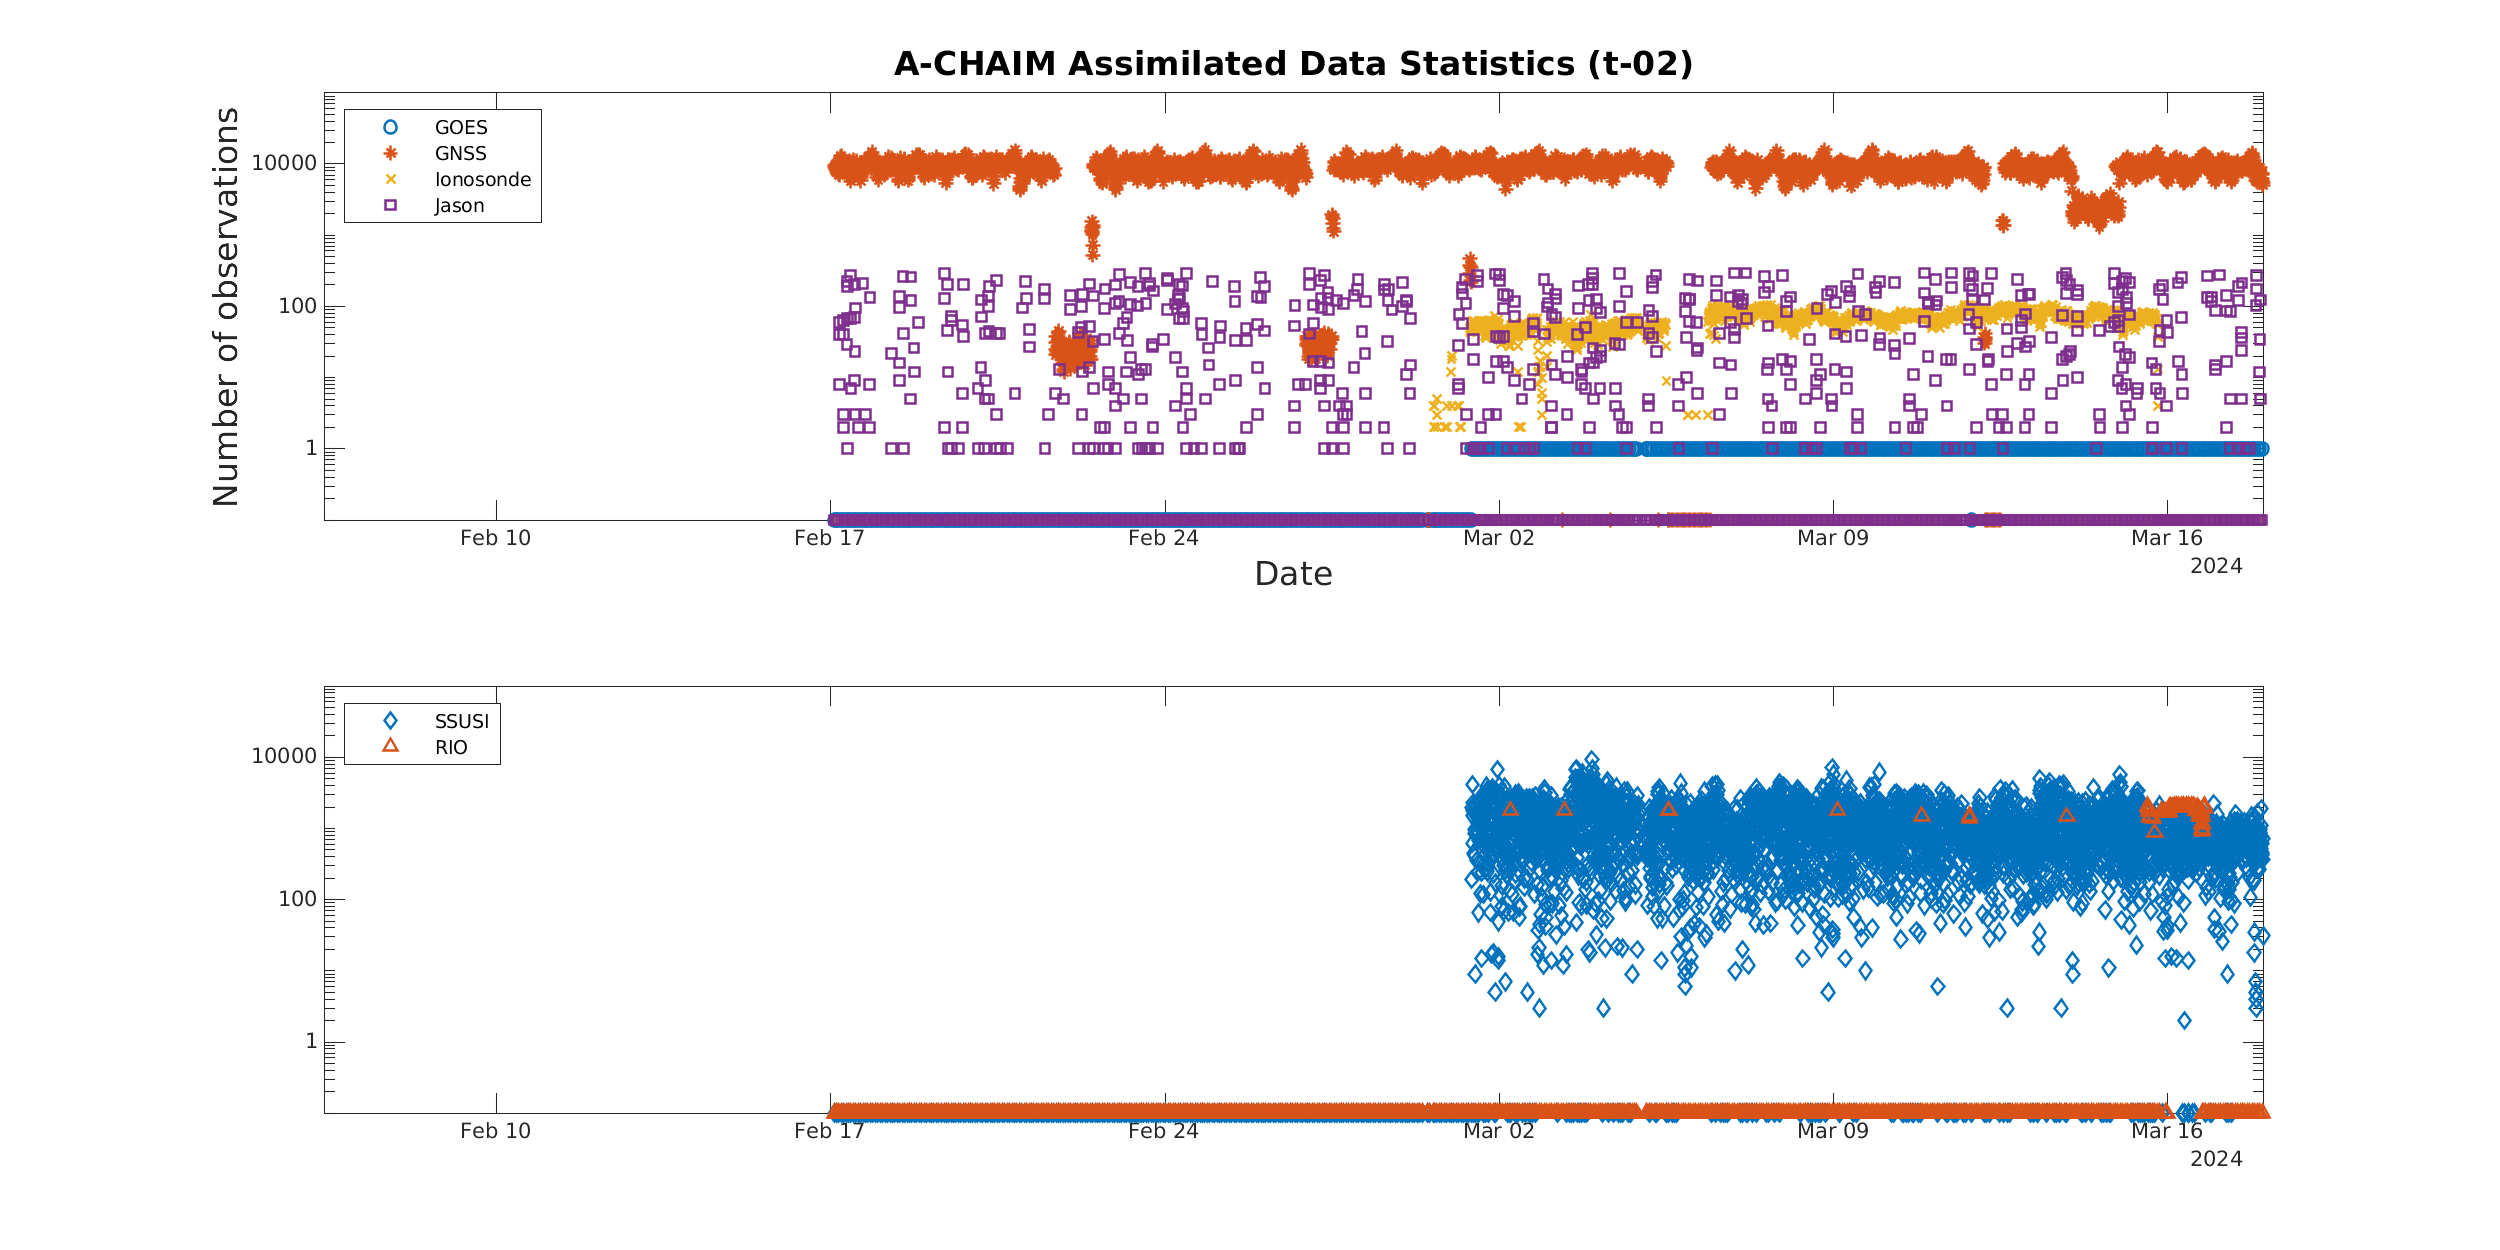 A-CHAIM Assimilated Data Statistics (t-02)
Number of observations
10000
100
1
GOES
GNSS
Ionosonde
Jason
Feb 10
Feb 17
Feb 24
Mar 02
Mar 09
Mar 16
2024
Date
10000
100
1
SSUSI
RIO
Feb 10
Feb 17
Feb 24
Mar 02
Mar 09
Mar 16
2024